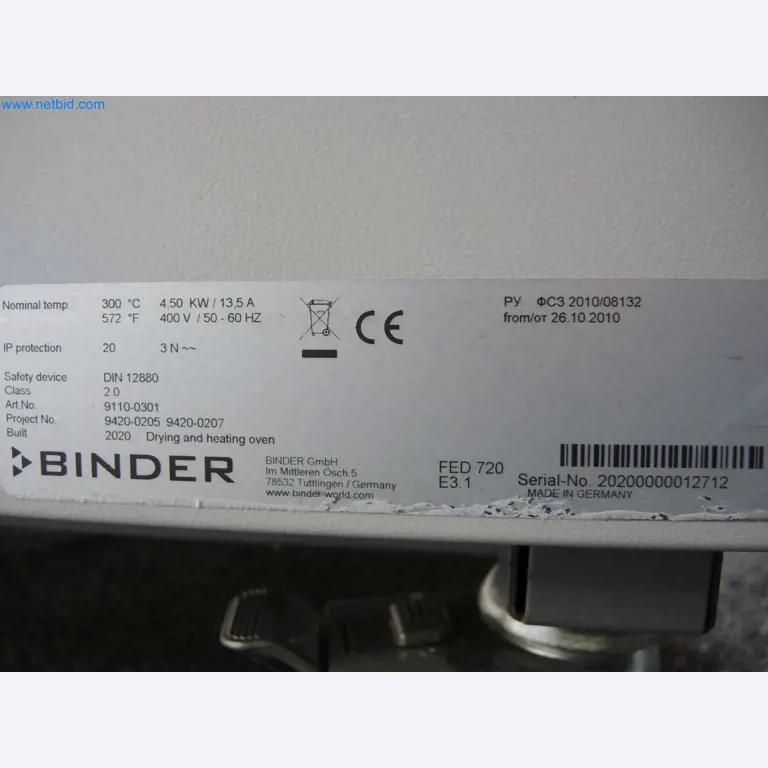 www.netbid.com
Nominal temp. 300 °C 4,50 KW / 13,5 A
572 °F 400 V / 50 - 60 HZ
IP protection 20 3 N ~~
Safety device DIN 12880
Class 2.0
Art.No. 9110-0301
Project No. 9420-0205 9420-0207
Built 2020 Drying and heating oven
CE
РУ ФСЗ 2010/08132
from/от 26.10.2010
BINDER
BINDER GmbH
Im Mittleren Ösch 5
78532 Tuttlingen / Germany
www.binder-world.com
FED 720
E3.1
Serial-No. 20200000012712
MADE IN GERMANY